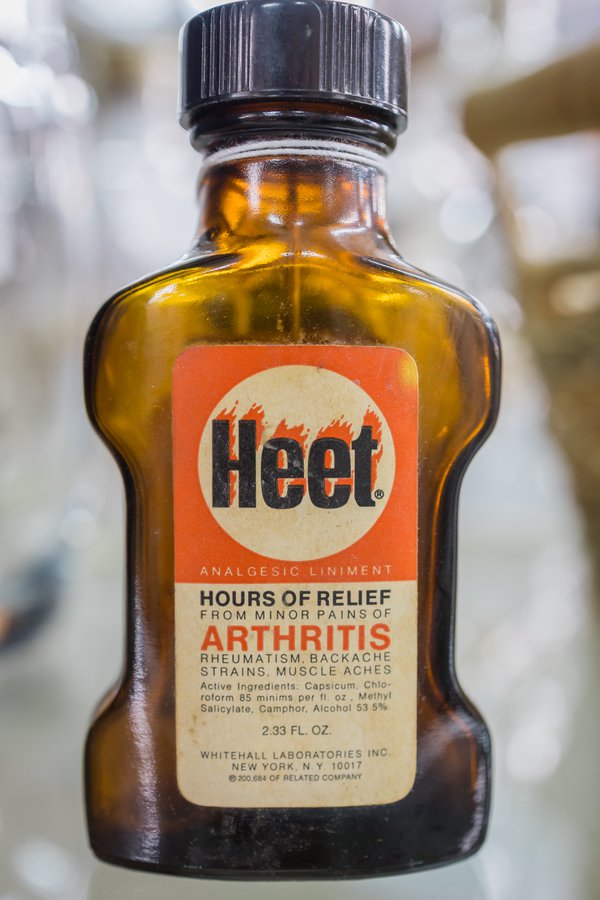 Heet®
ANALGESIC LINIMENT
HOURS OF RELIEF
FROM MINOR PAINS OF
ARTHRITIS
RHEUMATISM, BACKACHE
STRAINS, MUSCLE ACHES
Active Ingredients: Capsicum, Chlo-
roform 85 minims per fl. oz., Methyl
Salicylate, Camphor, Alcohol 53.5%
2.33 FL. OZ.
WHITEHALL LABORATORIES INC.
NEW YORK, N.Y. 10017
® 200,684 OF RELATED COMPANY